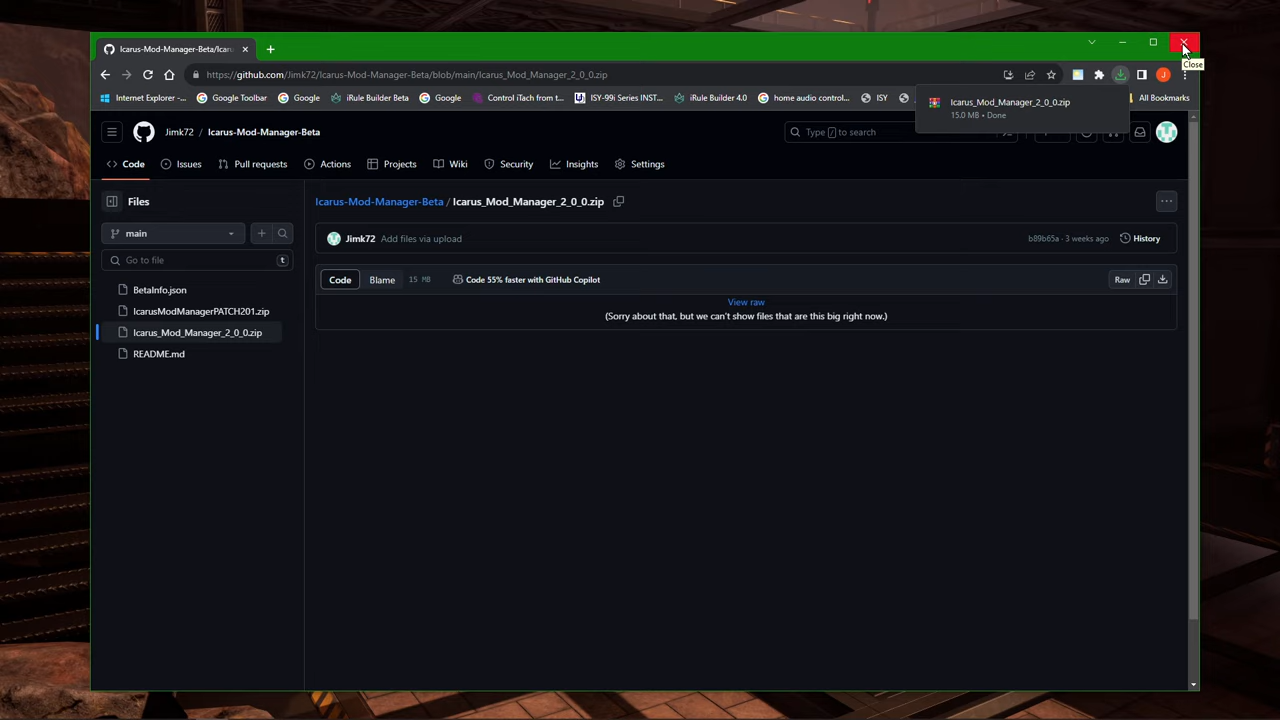 Icarus-Mod-Manager-Beta/Icaru
Close
https://github.com/Jimk72/Icarus-Mod-Manager-Beta/blob/main/Icarus_Mod_Manager_2_0_0.zip
J
Internet Explorer -... Google Toolbar Google iRule Builder Beta Google Control iTach from t... ISY-99i Series INST... iRule Builder 4.0 home audio control... ISY All Bookmarks
Icarus_Mod_Manager_2_0_0.zip
15.0 MB • Done
Jimk72 / Icarus-Mod-Manager-Beta
Type / to search
Code Issues Pull requests Actions Projects Wiki Security Insights Settings
Files
Icarus-Mod-Manager-Beta / Icarus_Mod_Manager_2_0_0.zip
main
Jimk72 Add files via upload
b89b65a · 3 weeks ago History
Go to file t
Code Blame 15 MB Code 55% faster with GitHub Copilot
Raw
BetaInfo.json
IcarusModManagerPATCH201.zip
Icarus_Mod_Manager_2_0_0.zip
README.md
View raw
(Sorry about that, but we can't show files that are this big right now.)